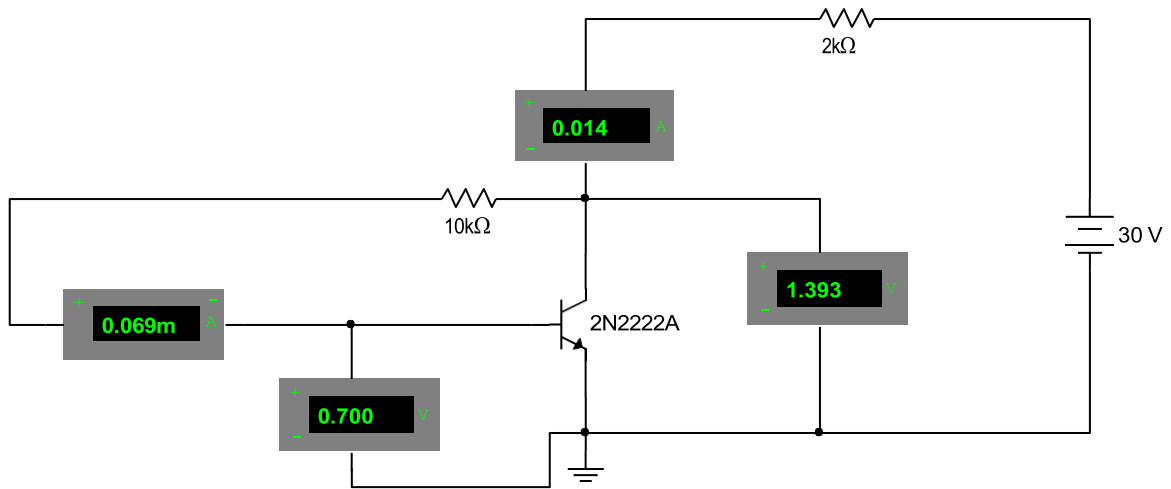 2kΩ
+
0.014 A
−
10kΩ
30 V
+
1.393 V
−
+ −
0.069m A
2N2222A
+
0.700 V
−